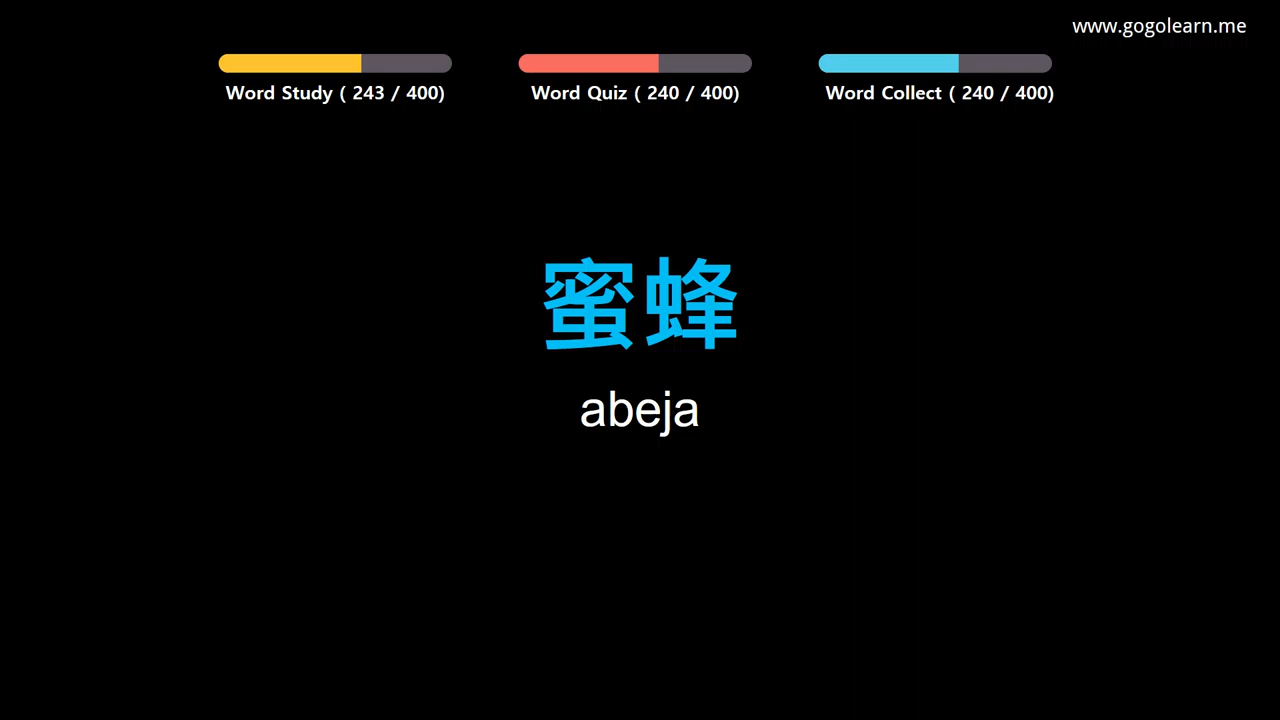 www.gogolearn.me
Word Study ( 243 / 400)
Word Quiz ( 240 / 400)
Word Collect ( 240 / 400)
蜜蜂
abeja